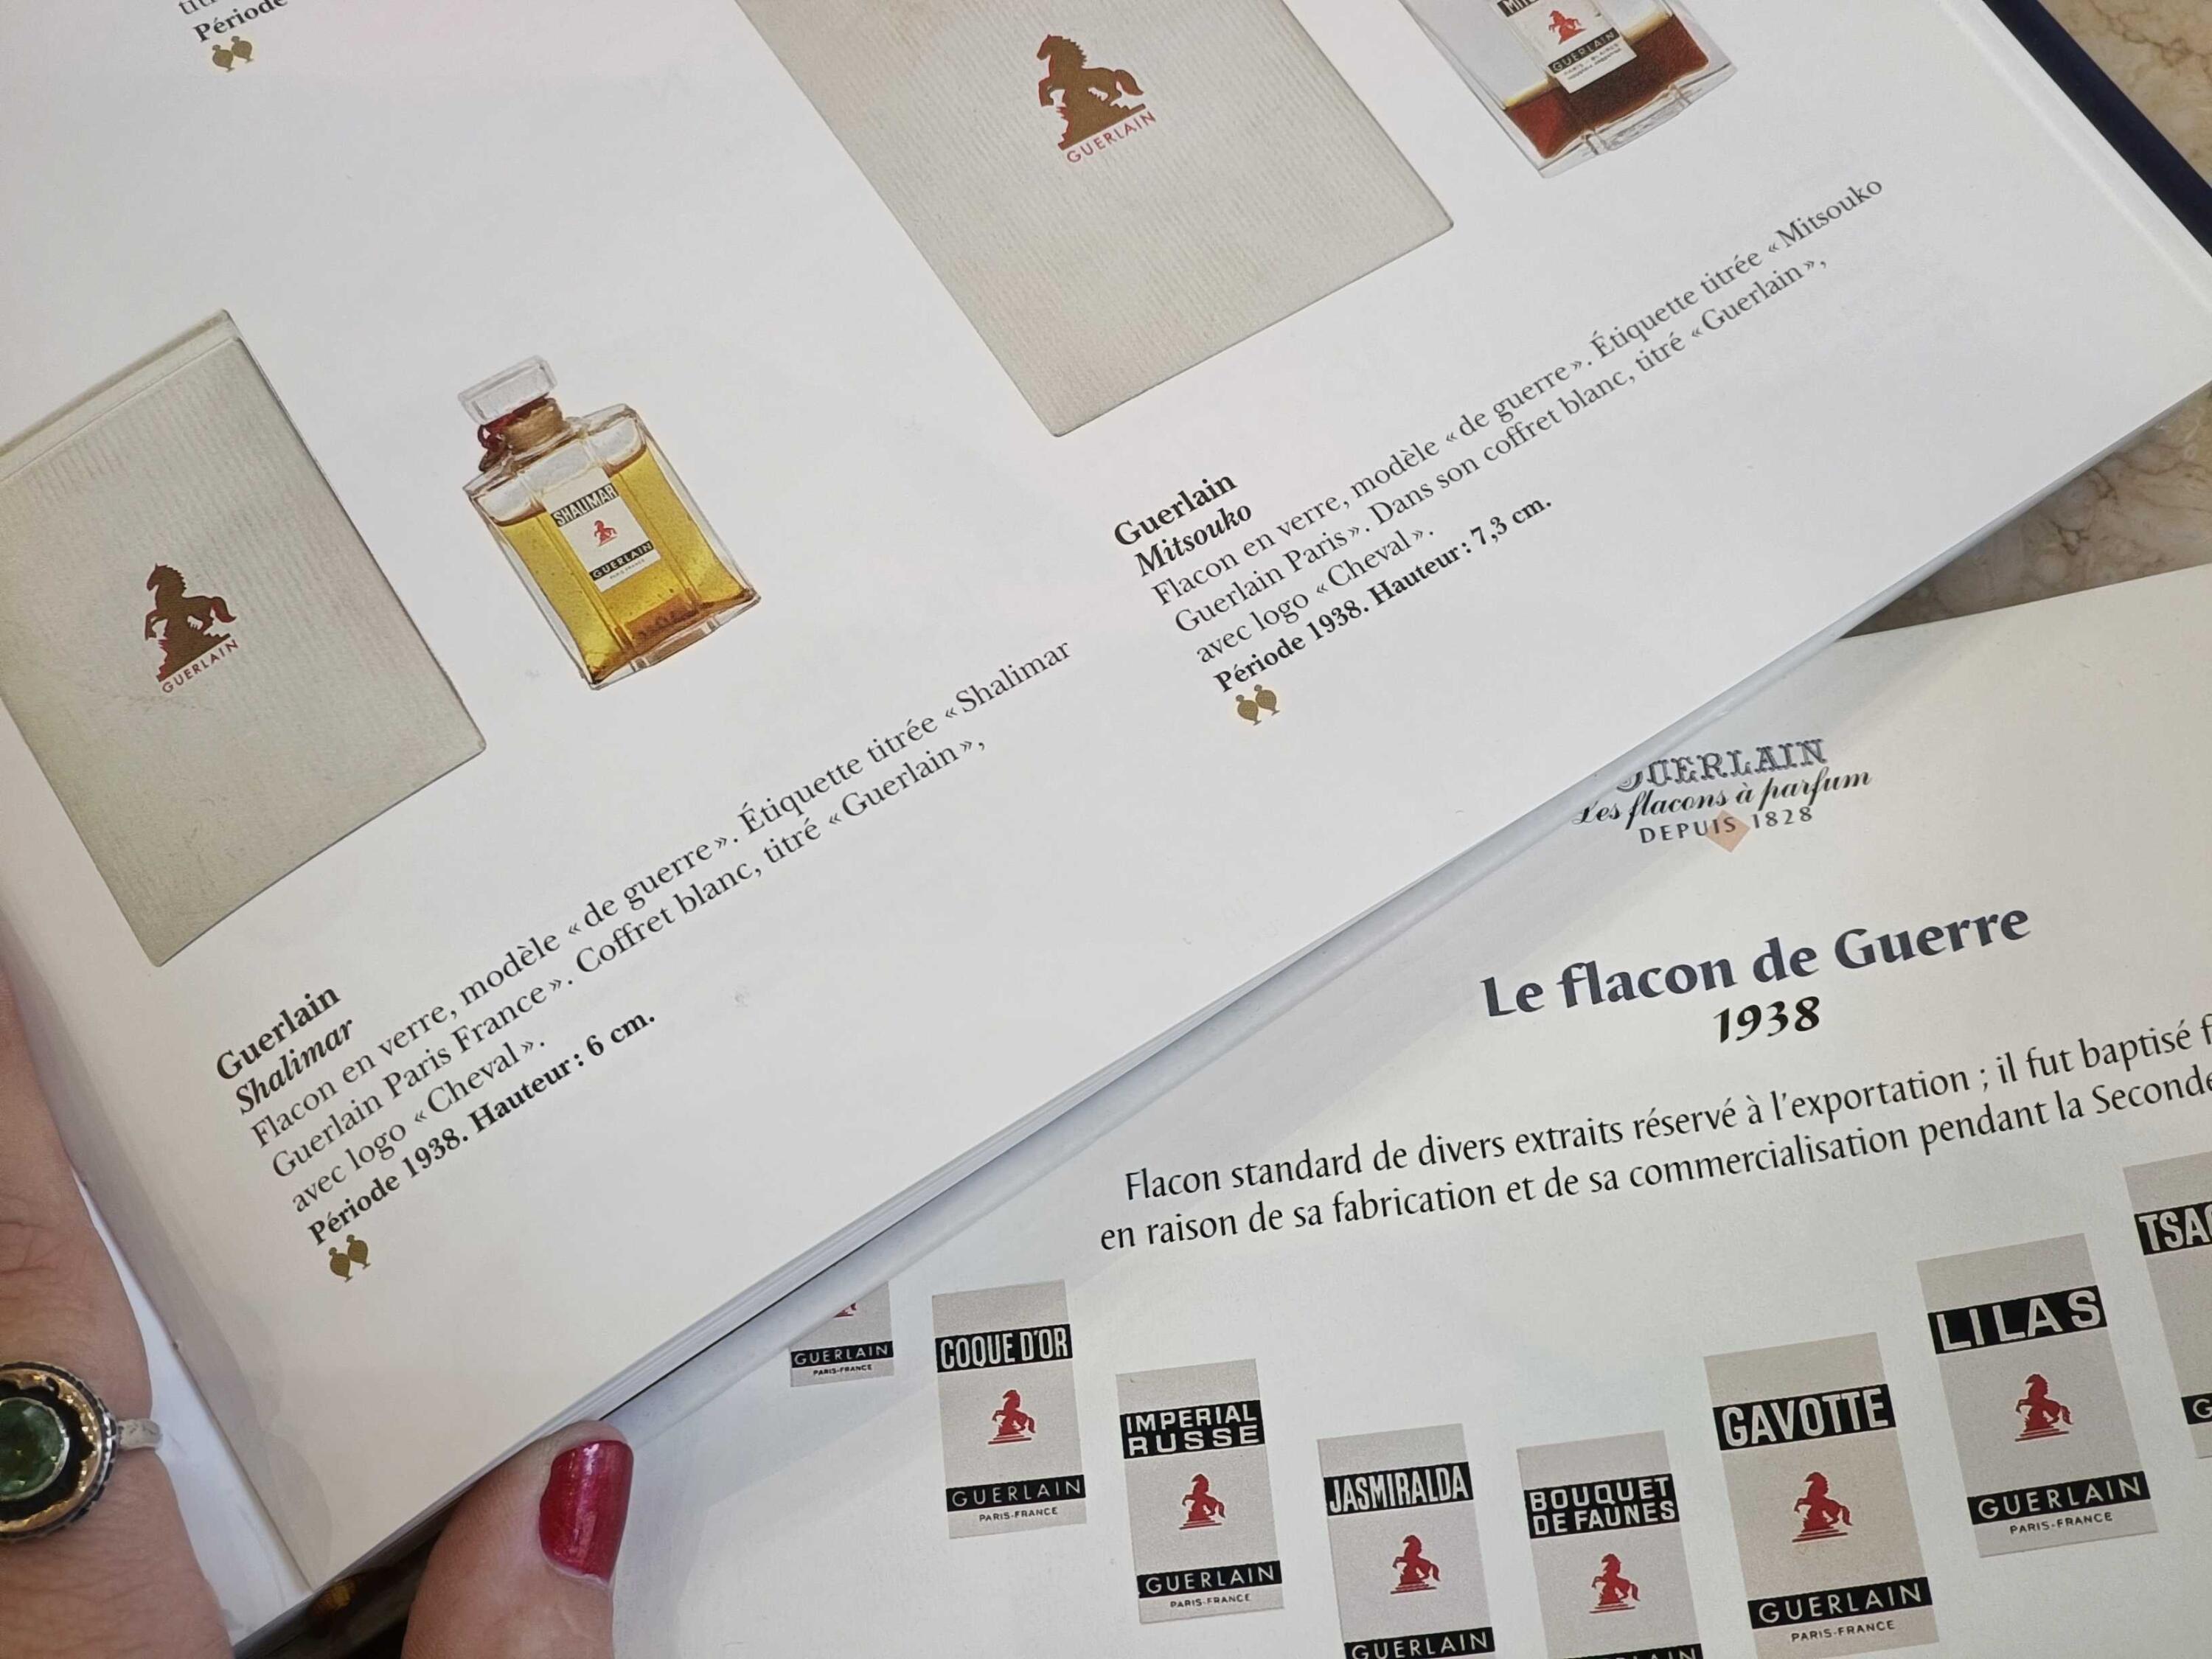 Période
GUERLAIN
GUERLAIN
SHALIMAR
GUERLAIN
PARIS-FRANCE
GUERLAIN
Guerlain
Mitsouko
Flacon en verre, modèle « de guerre ». Étiquette titrée « Mitsouko
Guerlain Paris ». Dans son coffret blanc, titré « Guerlain »,
avec logo « Cheval ».
Période 1938. Hauteur : 7,3 cm.
Guerlain
Shalimar
Flacon en verre, modèle « de guerre ». Étiquette titrée « Shalimar
Guerlain Paris France ». Coffret blanc, titré « Guerlain »,
avec logo « Cheval ».
Période 1938. Hauteur : 6 cm.
GUERLAIN
Les flacons à parfum
DEPUIS 1828
Le flacon de Guerre
1938
Flacon standard de divers extraits réservé à l'exportation ; il fut baptisé f
en raison de sa fabrication et de sa commercialisation pendant la Seconde
GUERLAIN
PARIS-FRANCE
COQUE D'OR
GUERLAIN
PARIS-FRANCE
IMPERIAL
RUSSE
GUERLAIN
PARIS-FRANCE
JASMIRALDA
GUERLAIN
BOUQUET
DE FAUNES
GAVOTTE
GUERLAIN
PARIS-FRANCE
LILAS
GUERLAIN
PARIS-FRANCE
TSA
G